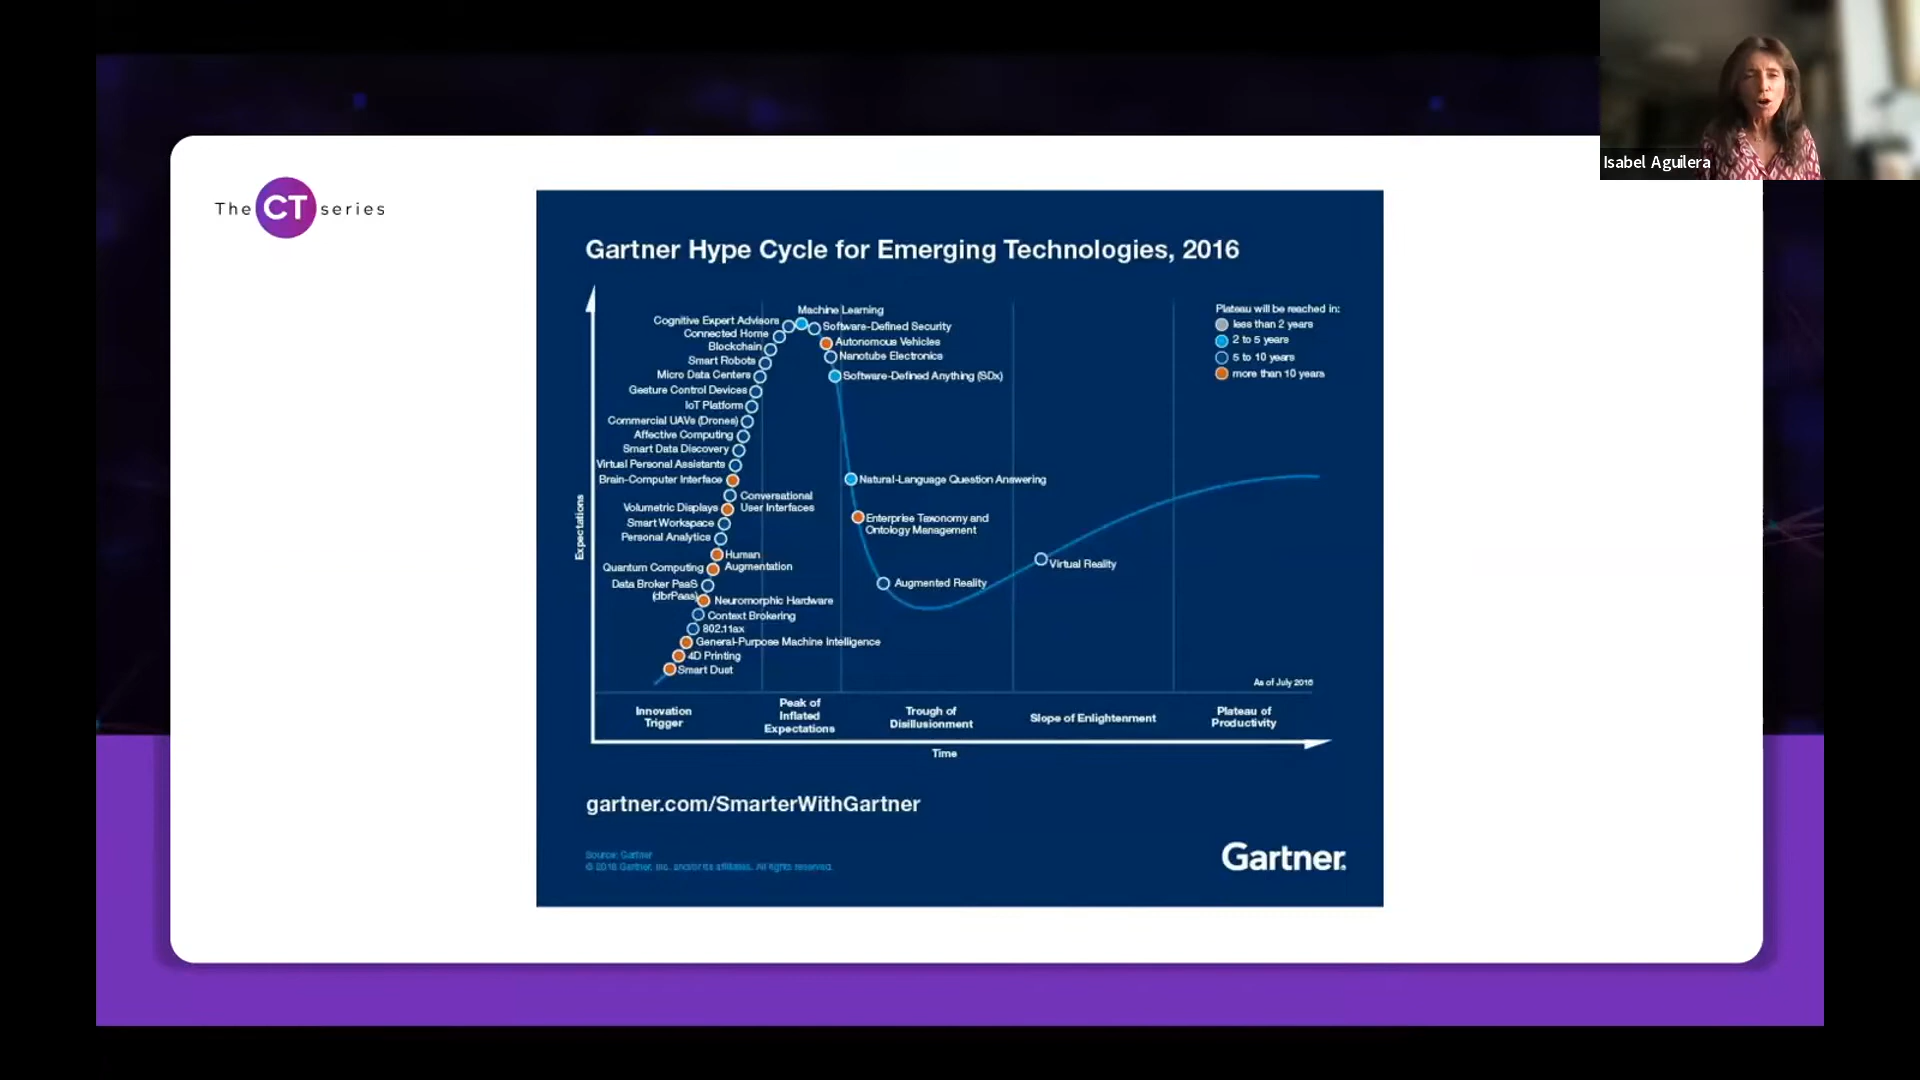 Isabel Aguilera
The CT series
Gartner Hype Cycle for Emerging Technologies, 2016
Machine Learning
Cognitive Expert Advisors
Software-Defined Security
Connected Home
Autonomous Vehicles
Blockchain
Nanotube Electronics
Smart Robots
Micro Data Centers
Software-Defined Anything (SDx)
Gesture Control Devices
IoT Platform
Commercial UAVs (Drones)
Affective Computing
Smart Data Discovery
Virtual Personal Assistants
Brain-Computer Interface
Natural-Language Question Answering
Conversational
User Interfaces
Volumetric Displays
Smart Workspace
Enterprise Taxonomy and
Ontology Management
Personal Analytics
Human
Augmentation
Quantum Computing
Data Broker PaaS
(dbrPaas)
Neuromorphic Hardware
Context Brokering
802.11ax
General-Purpose Machine Intelligence
4D Printing
Smart Dust
Augmented Reality
Virtual Reality
Plateau will be reached in:
less than 2 years
2 to 5 years
5 to 10 years
more than 10 years
Expectations
As of July 2016
Innovation
Trigger
Peak of
Inflated
Expectations
Trough of
Disillusionment
Slope of Enlightenment
Plateau of
Productivity
Time
gartner.com/SmarterWithGartner
Source: Gartner
© 2016 Gartner, Inc. and/or its affiliates. All rights reserved.
Gartner.